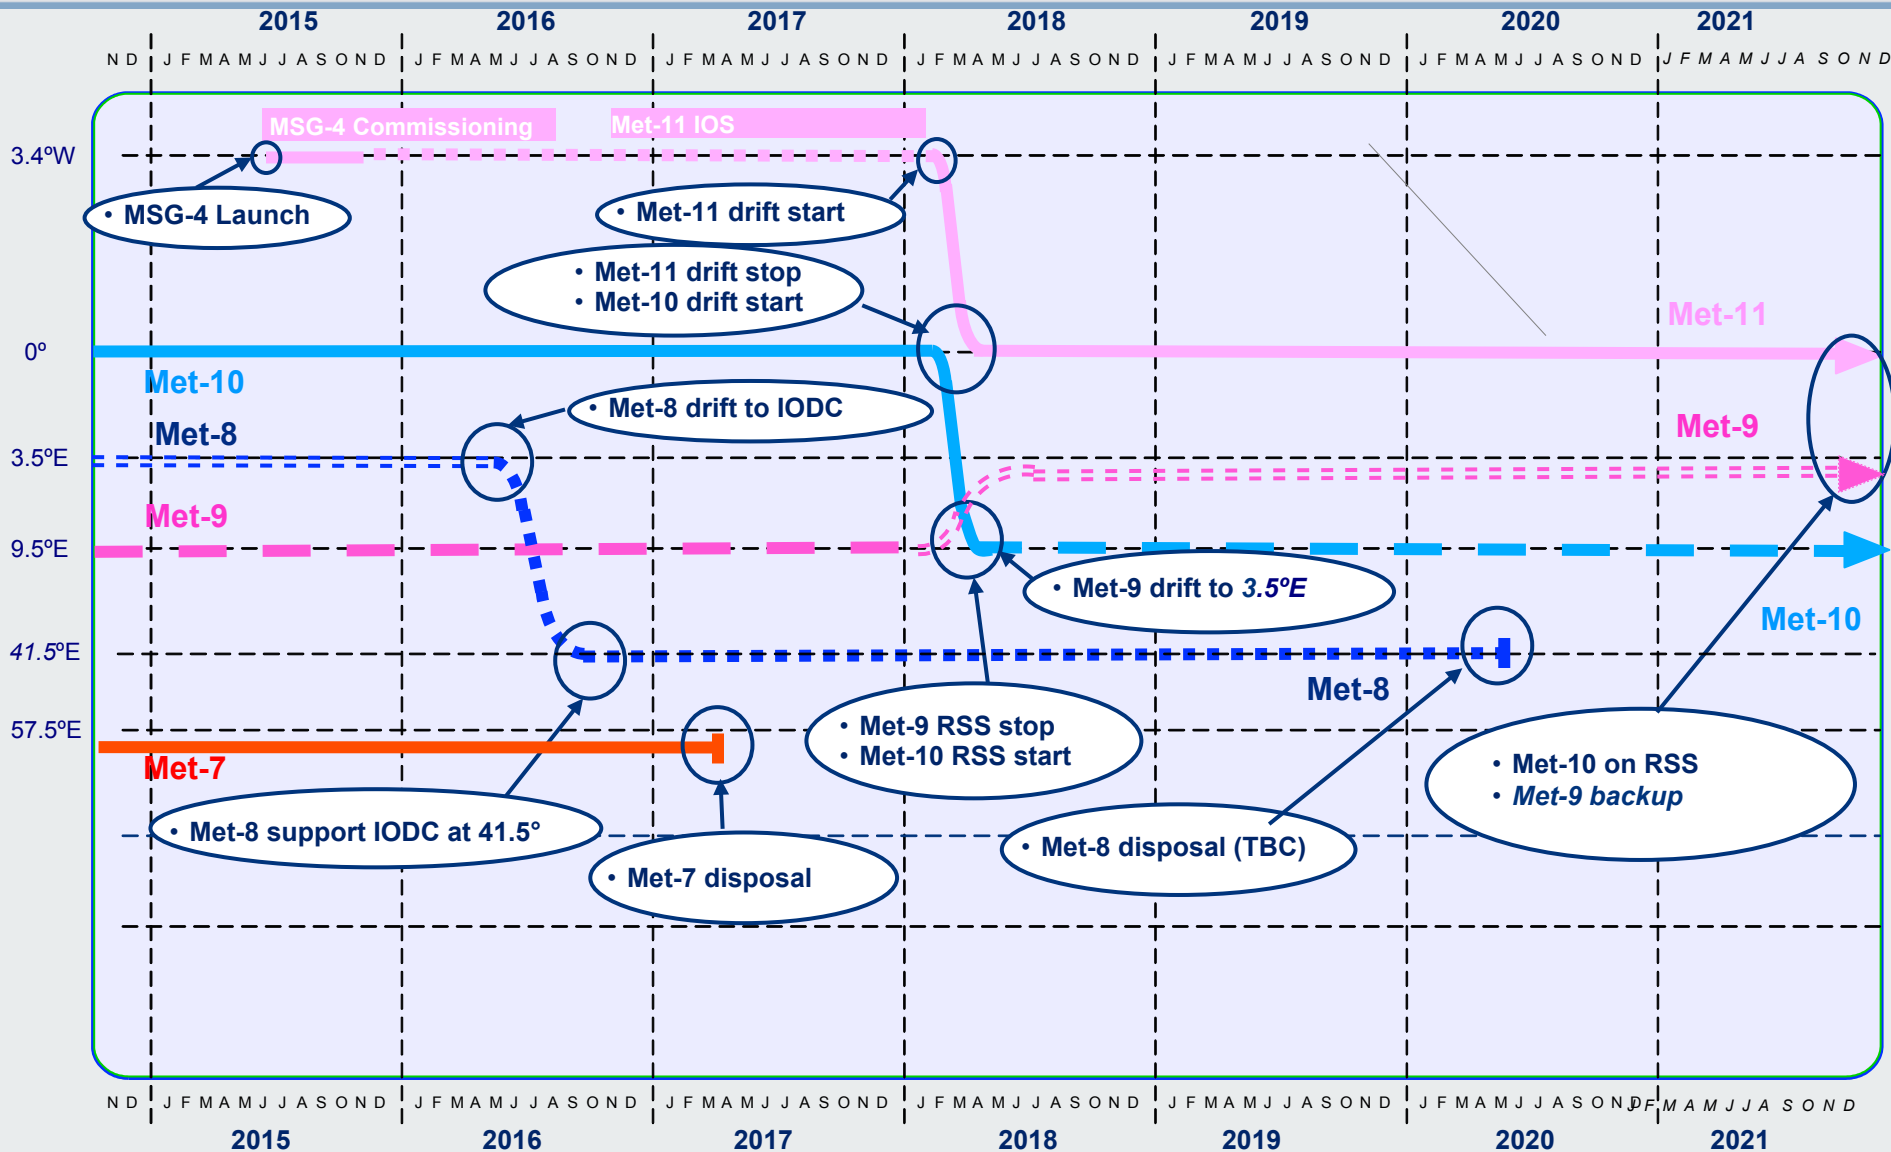 2015 2016 2017 2018 2019 2020 2021
N D J F M A M J J A S O N D J F M A M J J A S O N D J F M A M J J A S O N D J F M A M J J A S O N D J F M A M J J A S O N D J F M A M J J A S O N D J F M A M J J A S O N D
MSG-4 Commissioning
Met-11 IOS
3.4ºW
• MSG-4 Launch
• Met-11 drift start
• Met-11 drift stop
• Met-10 drift start
Met-11
0º
Met-10
• Met-8 drift to IODC
Met-8
Met-9
3.5ºE
Met-9
9.5ºE
• Met-9 drift to 3.5ºE
Met-10
41.5ºE
Met-8
57.5ºE
• Met-9 RSS stop
• Met-10 RSS start
Met-7
• Met-10 on RSS
• Met-9 backup
• Met-8 support IODC at 41.5°
• Met-8 disposal (TBC)
• Met-7 disposal
N D J F M A M J J A S O N D J F M A M J J A S O N D J F M A M J J A S O N D J F M A M J J A S O N D J F M A M J J A S O N D J F M A M J J A S O N D J F M A M J J A S O N D
2015 2016 2017 2018 2019 2020 2021